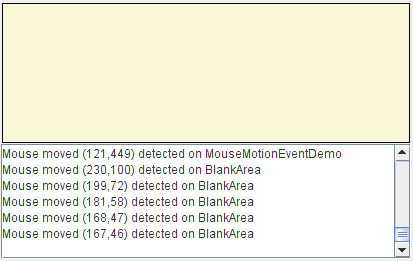 Mouse moved (121,449) detected on MouseMotionEventDemo
Mouse moved (230,100) detected on BlankArea
Mouse moved (199,72) detected on BlankArea
Mouse moved (181,58) detected on BlankArea
Mouse moved (168,47) detected on BlankArea
Mouse moved (167,46) detected on BlankArea